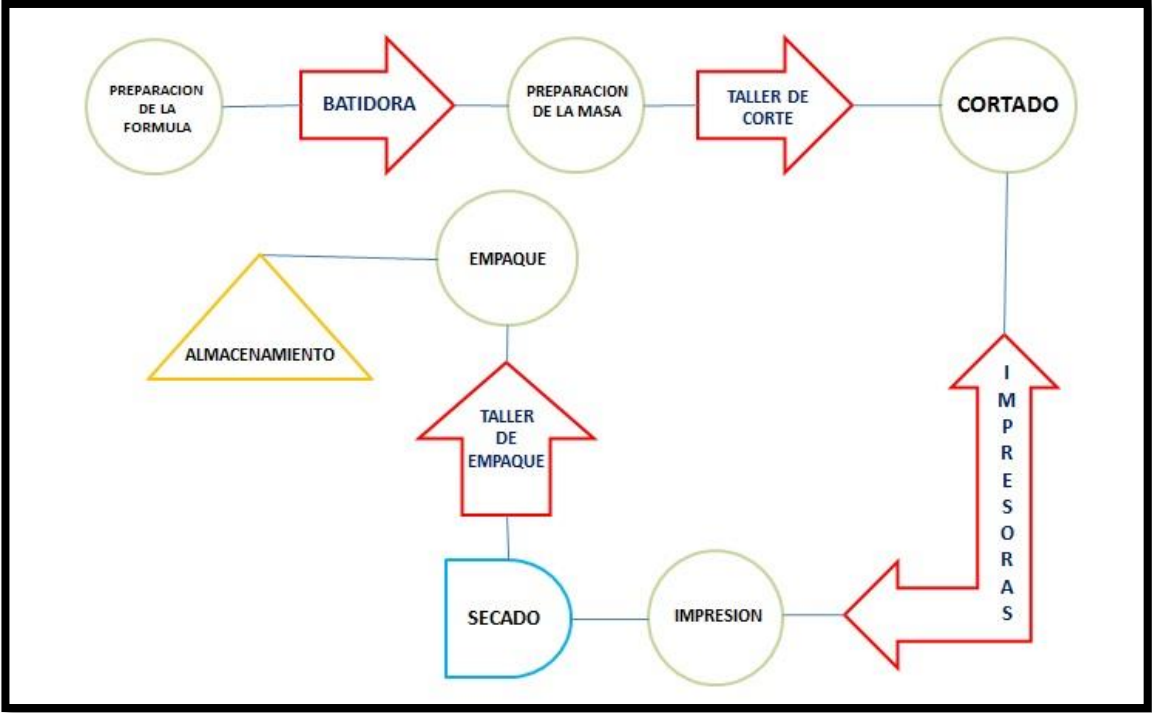 PREPARACION
DE LA
FORMULA
BATIDORA
PREPARACION
DE LA MASA
TALLER DE
CORTE
CORTADO
I
M
P
R
E
S
O
R
A
S
IMPRESION
SECADO
TALLER
DE
EMPAQUE
EMPAQUE
ALMACENAMIENTO